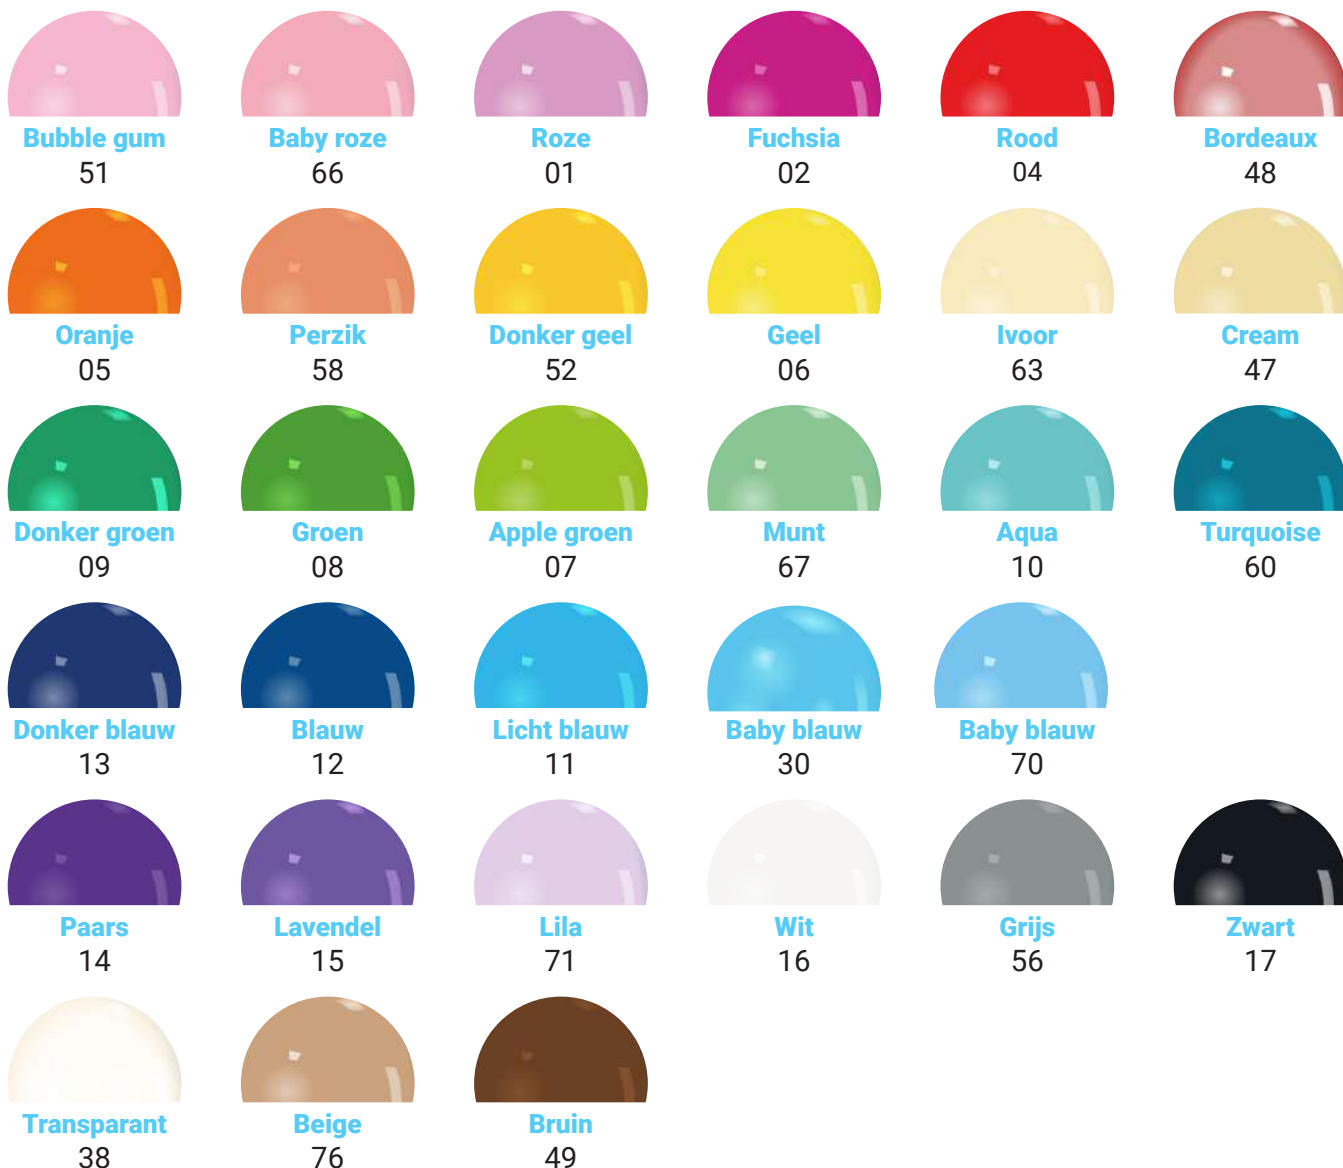 Bubble gum Baby roze Roze Fuchsia Rood Bordeaux
51 66 01 02 04 48
Oranje Perzik Donker geel Geel Ivoor Cream
05 58 52 06 63 47
Donker groen Groen Apple groen Munt Aqua Turquoise
09 08 07 67 10 60
Donker blauw Blauw Licht blauw Baby blauw Baby blauw
13 12 11 30 70
Paars Lavendel Lila Wit Grijs Zwart
14 15 71 16 56 17
Transparant Beige Bruin
38 76 49